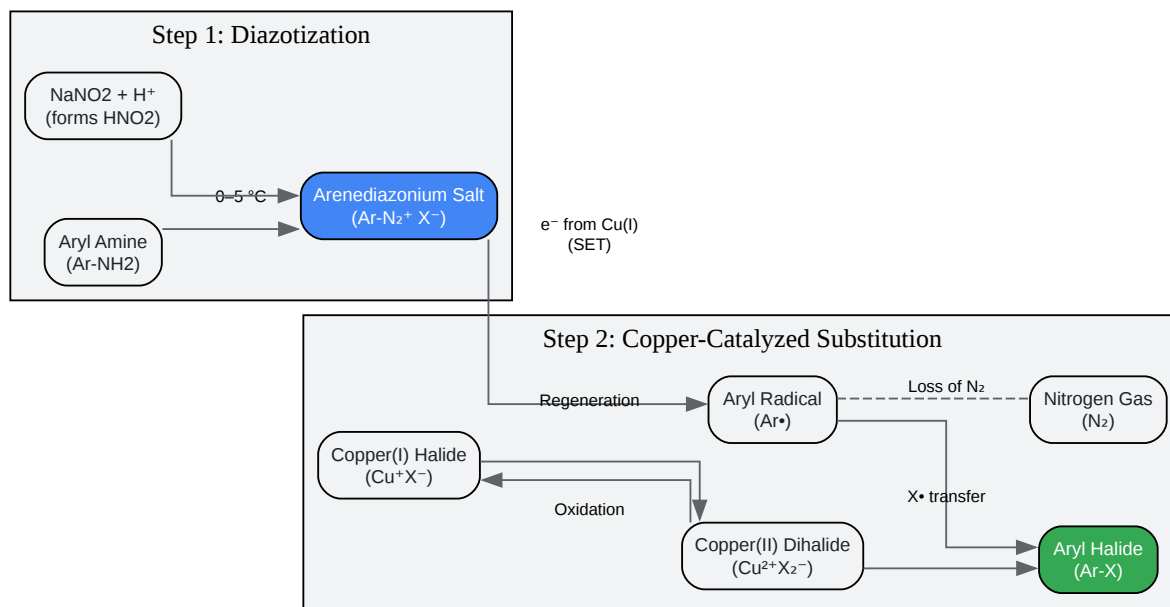 Step 1: Diazotization
NaNO2 + H⁺
(forms HNO2)
0–5 °C
Arenediazonium Salt
(Ar-N₂⁺ X⁻)
Aryl Amine
(Ar-NH2)
e⁻ from Cu(I)
(SET)
Step 2: Copper-Catalyzed Substitution
Regeneration
Aryl Radical
(Ar•)
Loss of N₂
Nitrogen Gas
(N₂)
Copper(I) Halide
(Cu⁺X⁻)
Oxidation
X• transfer
Copper(II) Dihalide
(Cu²⁺X₂⁻)
Aryl Halide
(Ar-X)